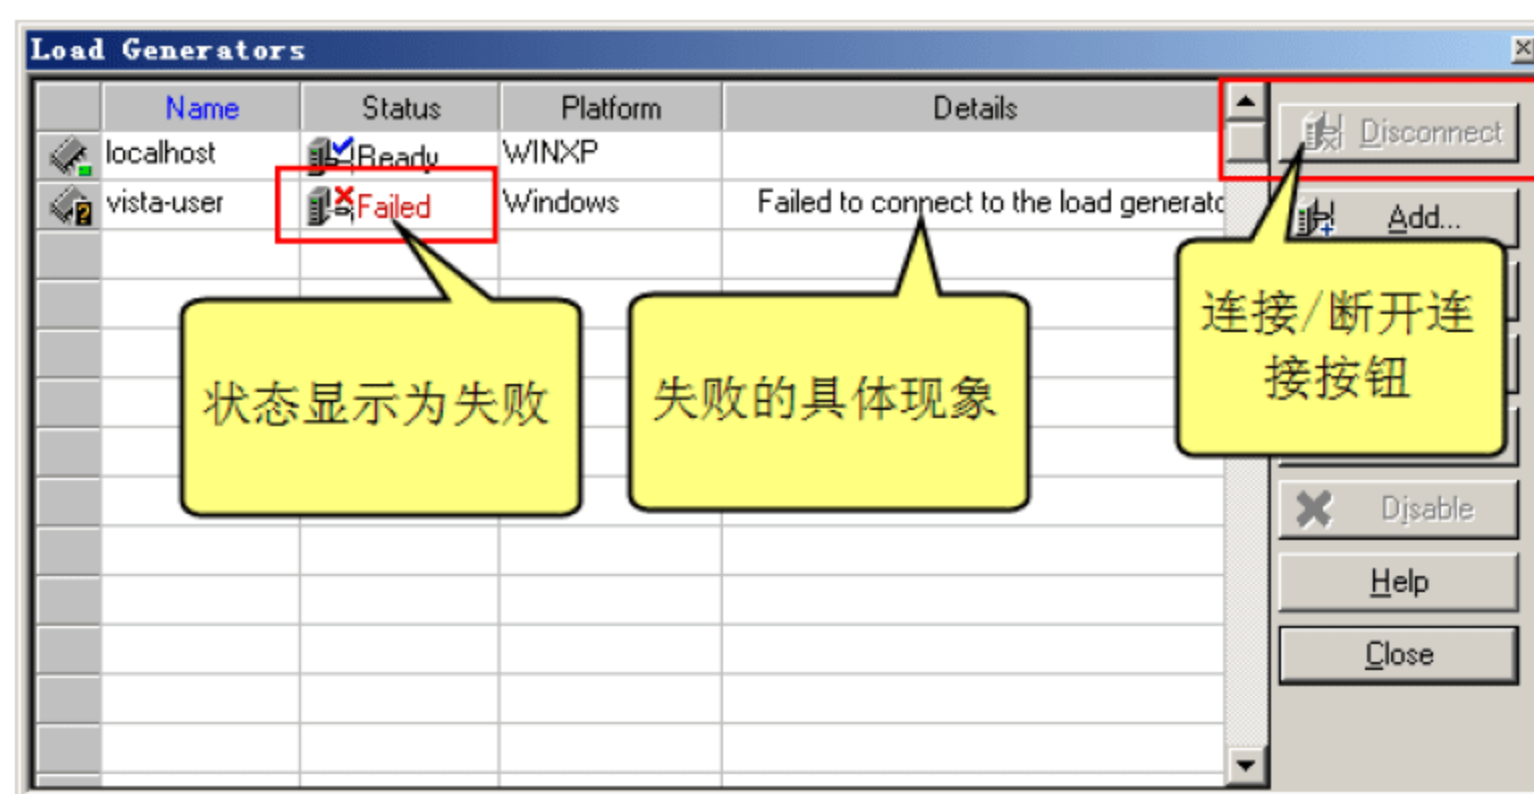 Load Generators
Name Status Platform Details
localhost Ready WINXP
vista-user Failed Windows Failed to connect to the load generato
Disconnect
Add...
状态显示为失败
失败的具体现象
连接/断开连
接按钮
Disable
Help
Close